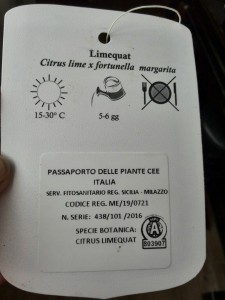 Limequat
Citrus lime x fortunella margarita
15-30° C
5-6 gg
PASSAPORTO DELLE PIANTE CEE
ITALIA
SERV. FITOSANITARIO REG. SICILIA - MILAZZO
CODICE REG. ME/19/0721
N. SERIE: 438/101 /2016
SPECIE BOTANICA:
CITRUS LIMEQUAT
A
B03907